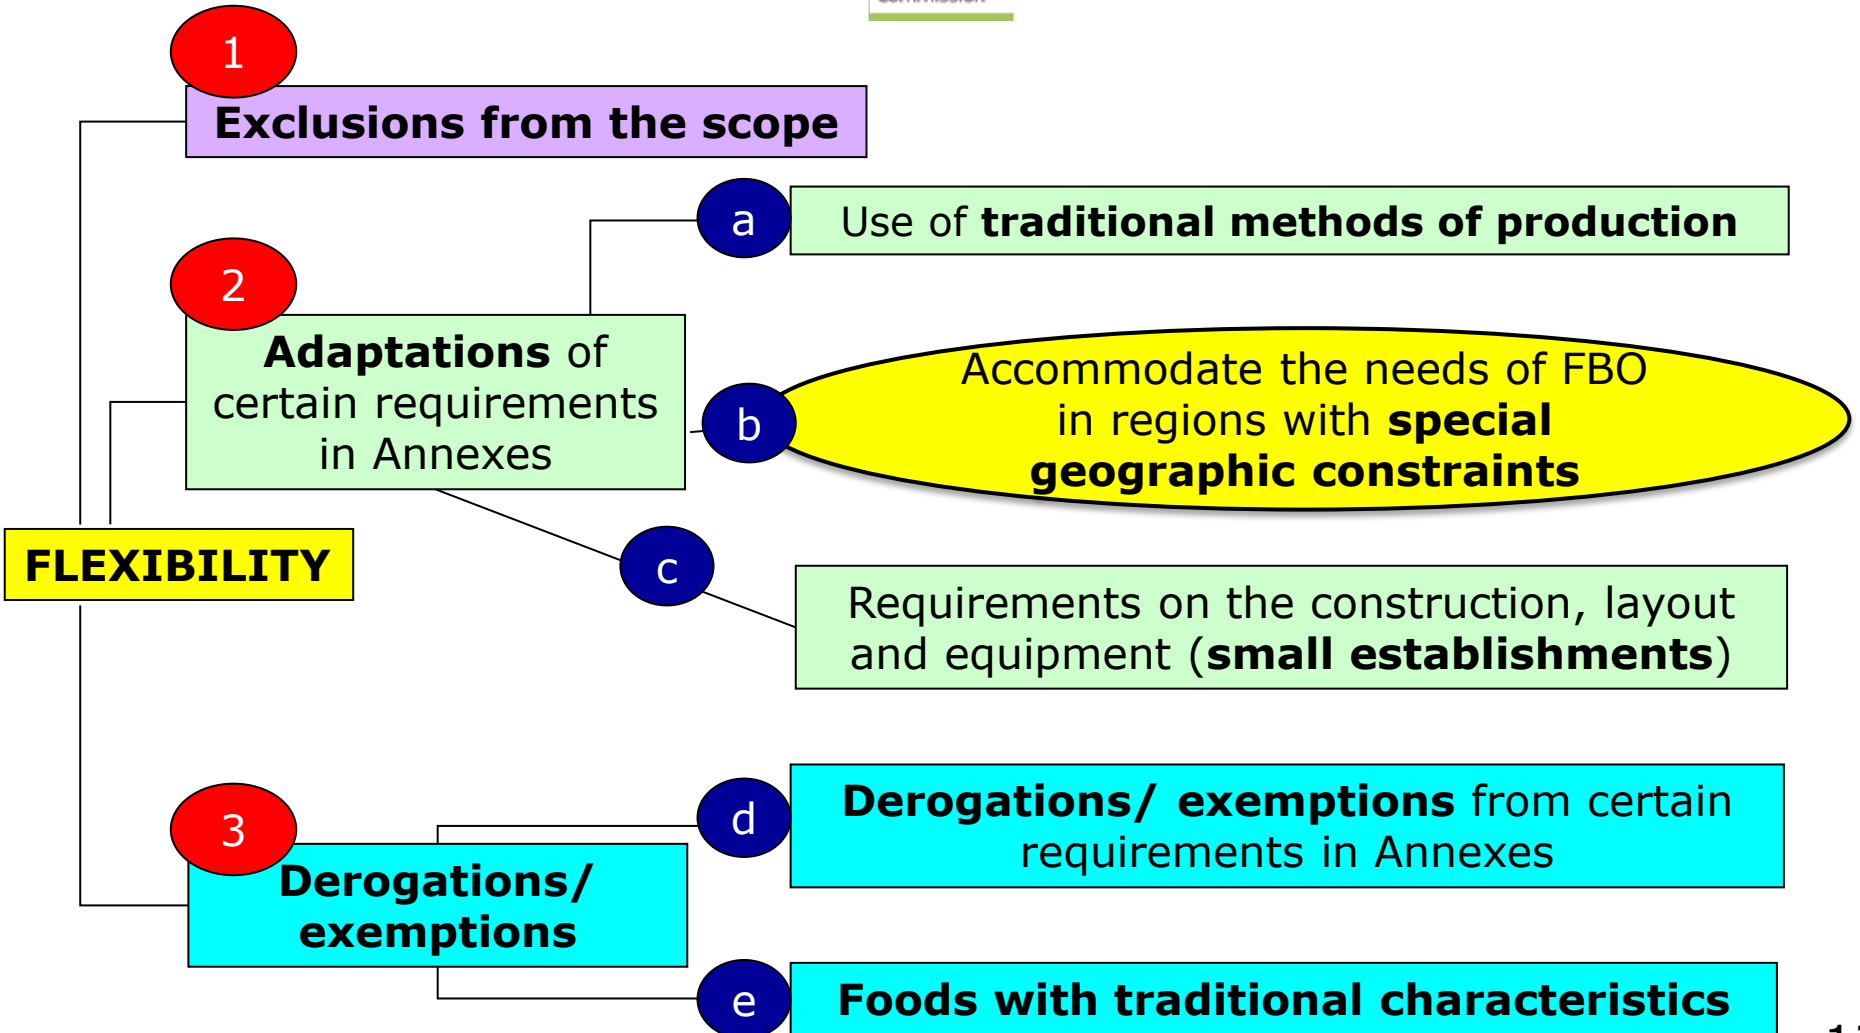 1
Exclusions from the scope
a
Use of traditional methods of production
2
Adaptations of
certain requirements
in Annexes
b
Accommodate the needs of FBO
in regions with special
geographic constraints
FLEXIBILITY
c
Requirements on the construction, layout
and equipment (small establishments)
3
Derogations/
exemptions
d
Derogations/ exemptions from certain
requirements in Annexes
e
Foods with traditional characteristics